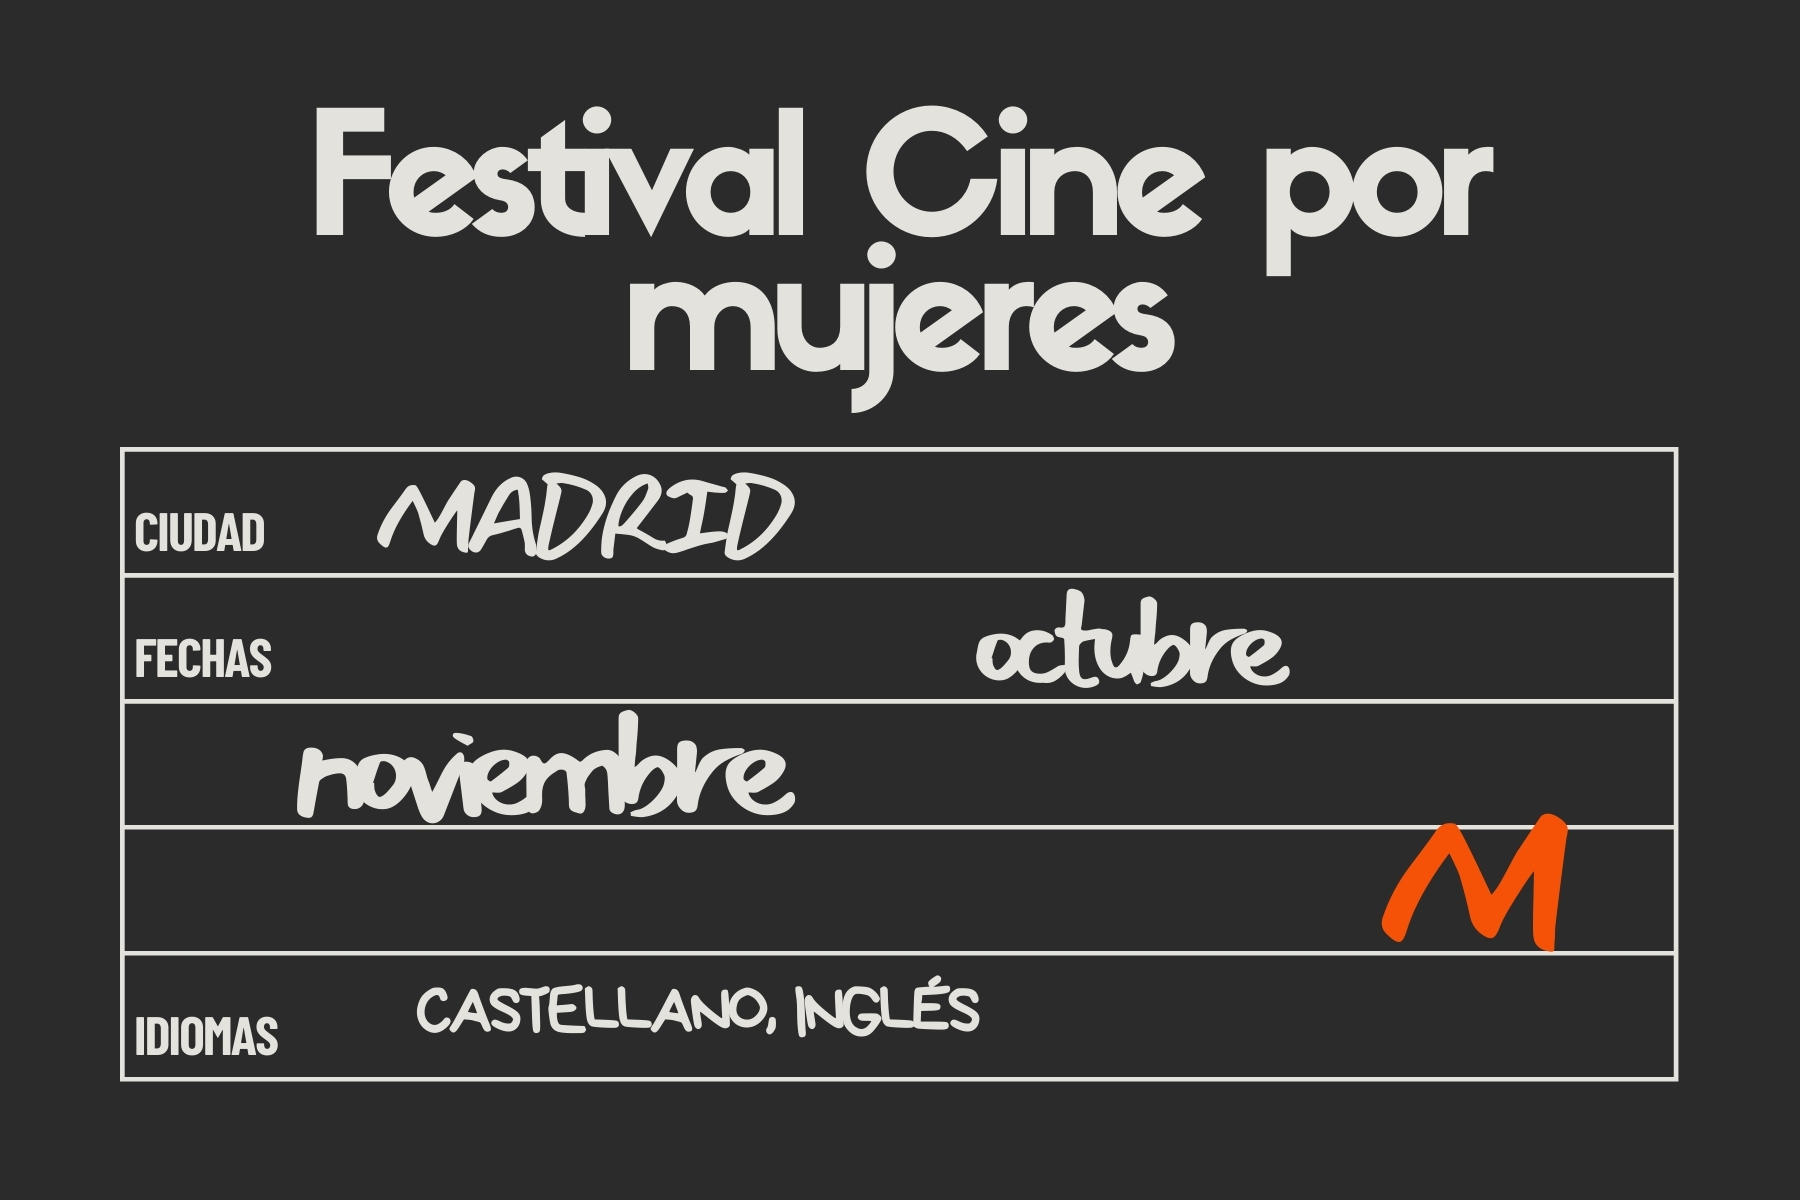 Festival Cine por
mujeres
CIUDAD MADRID
FECHAS octubre
noviembre
M
IDIOMAS CASTELLANO, INGLÉS